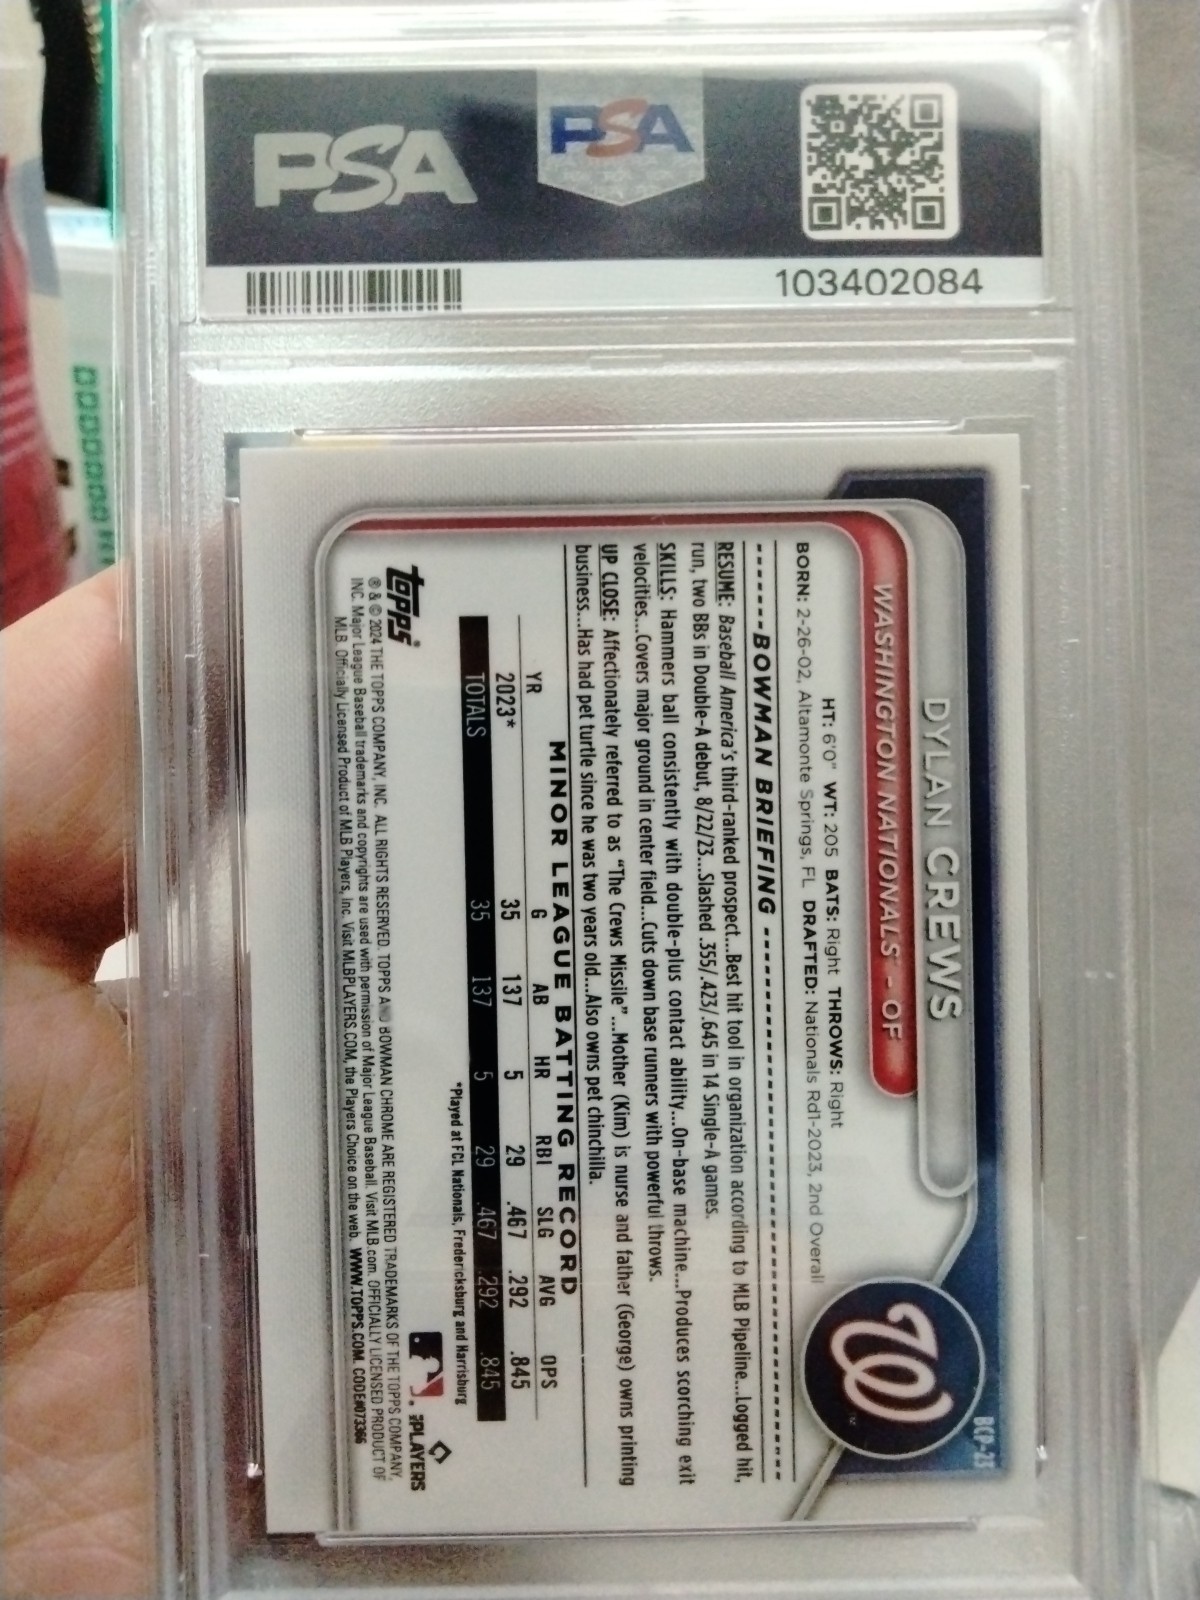 PSA
PSA
103402084
BCP-23
DYLAN CREWS
WASHINGTON NATIONALS® - OF
HT: 6'0" WT: 205 BATS: Right THROWS: Right
BORN: 2-26-02, Altamonte Springs, FL DRAFTED: Nationals Rd1-2023, 2nd Overall
BOWMAN BRIEFING
RESUME: Baseball America's third-ranked prospect...Best hit tool in organization according to MLB Pipeline...Logged hit,
run, two BBs in Double-A debut, 8/22/23...Slashed .355/.423/.645 in 14 Single-A games.
SKILLS: Hammers ball consistently with double-plus contact ability...On-base machine...Produces scorching exit
velocities...Covers major ground in center field...Cuts down base runners with powerful throws.
UP CLOSE: Affectionately referred to as "The Crews Missile"...Mother (Kim) is nurse and father (George) owns printing
business...Has had pet turtle since he was two years old...Also owns pet chinchilla.
MINOR LEAGUE BATTING RECORD
YR G AB HR RBI SLG AVG OPS
2023* 35 137 5 29 .467 .292 .845
TOTALS 35 137 5 29 .467 .292 .845
*Played at FCL Nationals, Fredericksburg and Harrisburg
topps®
PLAYERS
® & © 2024 THE TOPPS COMPANY, INC. ALL RIGHTS RESERVED. TOPPS AND BOWMAN CHROME ARE REGISTERED TRADEMARKS OF THE TOPPS COMPANY,
INC. Major League Baseball trademarks and copyrights are used with permission of Major League Baseball. Visit MLB.com. OFFICIALLY LICENSED PRODUCT OF
MLB Officially Licensed Product of MLB Players, Inc. Visit MLBPLAYERS.COM, the Players Choice on the web. WWW.TOPPS.COM. CODE#073366